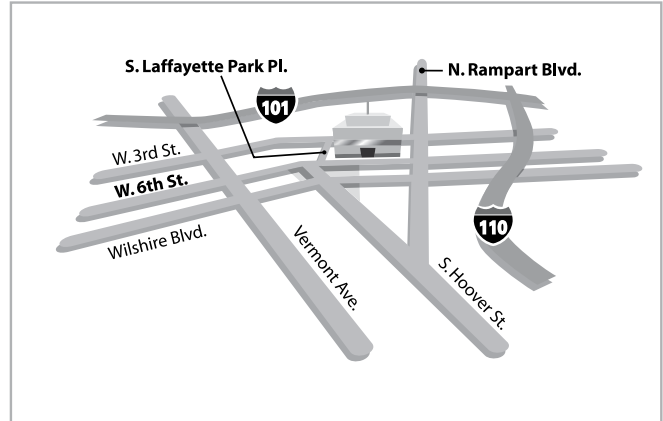 S. Laffayette Park Pl.
N. Rampart Blvd.
101
W. 3rd St.
W. 6th St.
Wilshire Blvd.
Vermont Ave.
S. Hoover St.
110